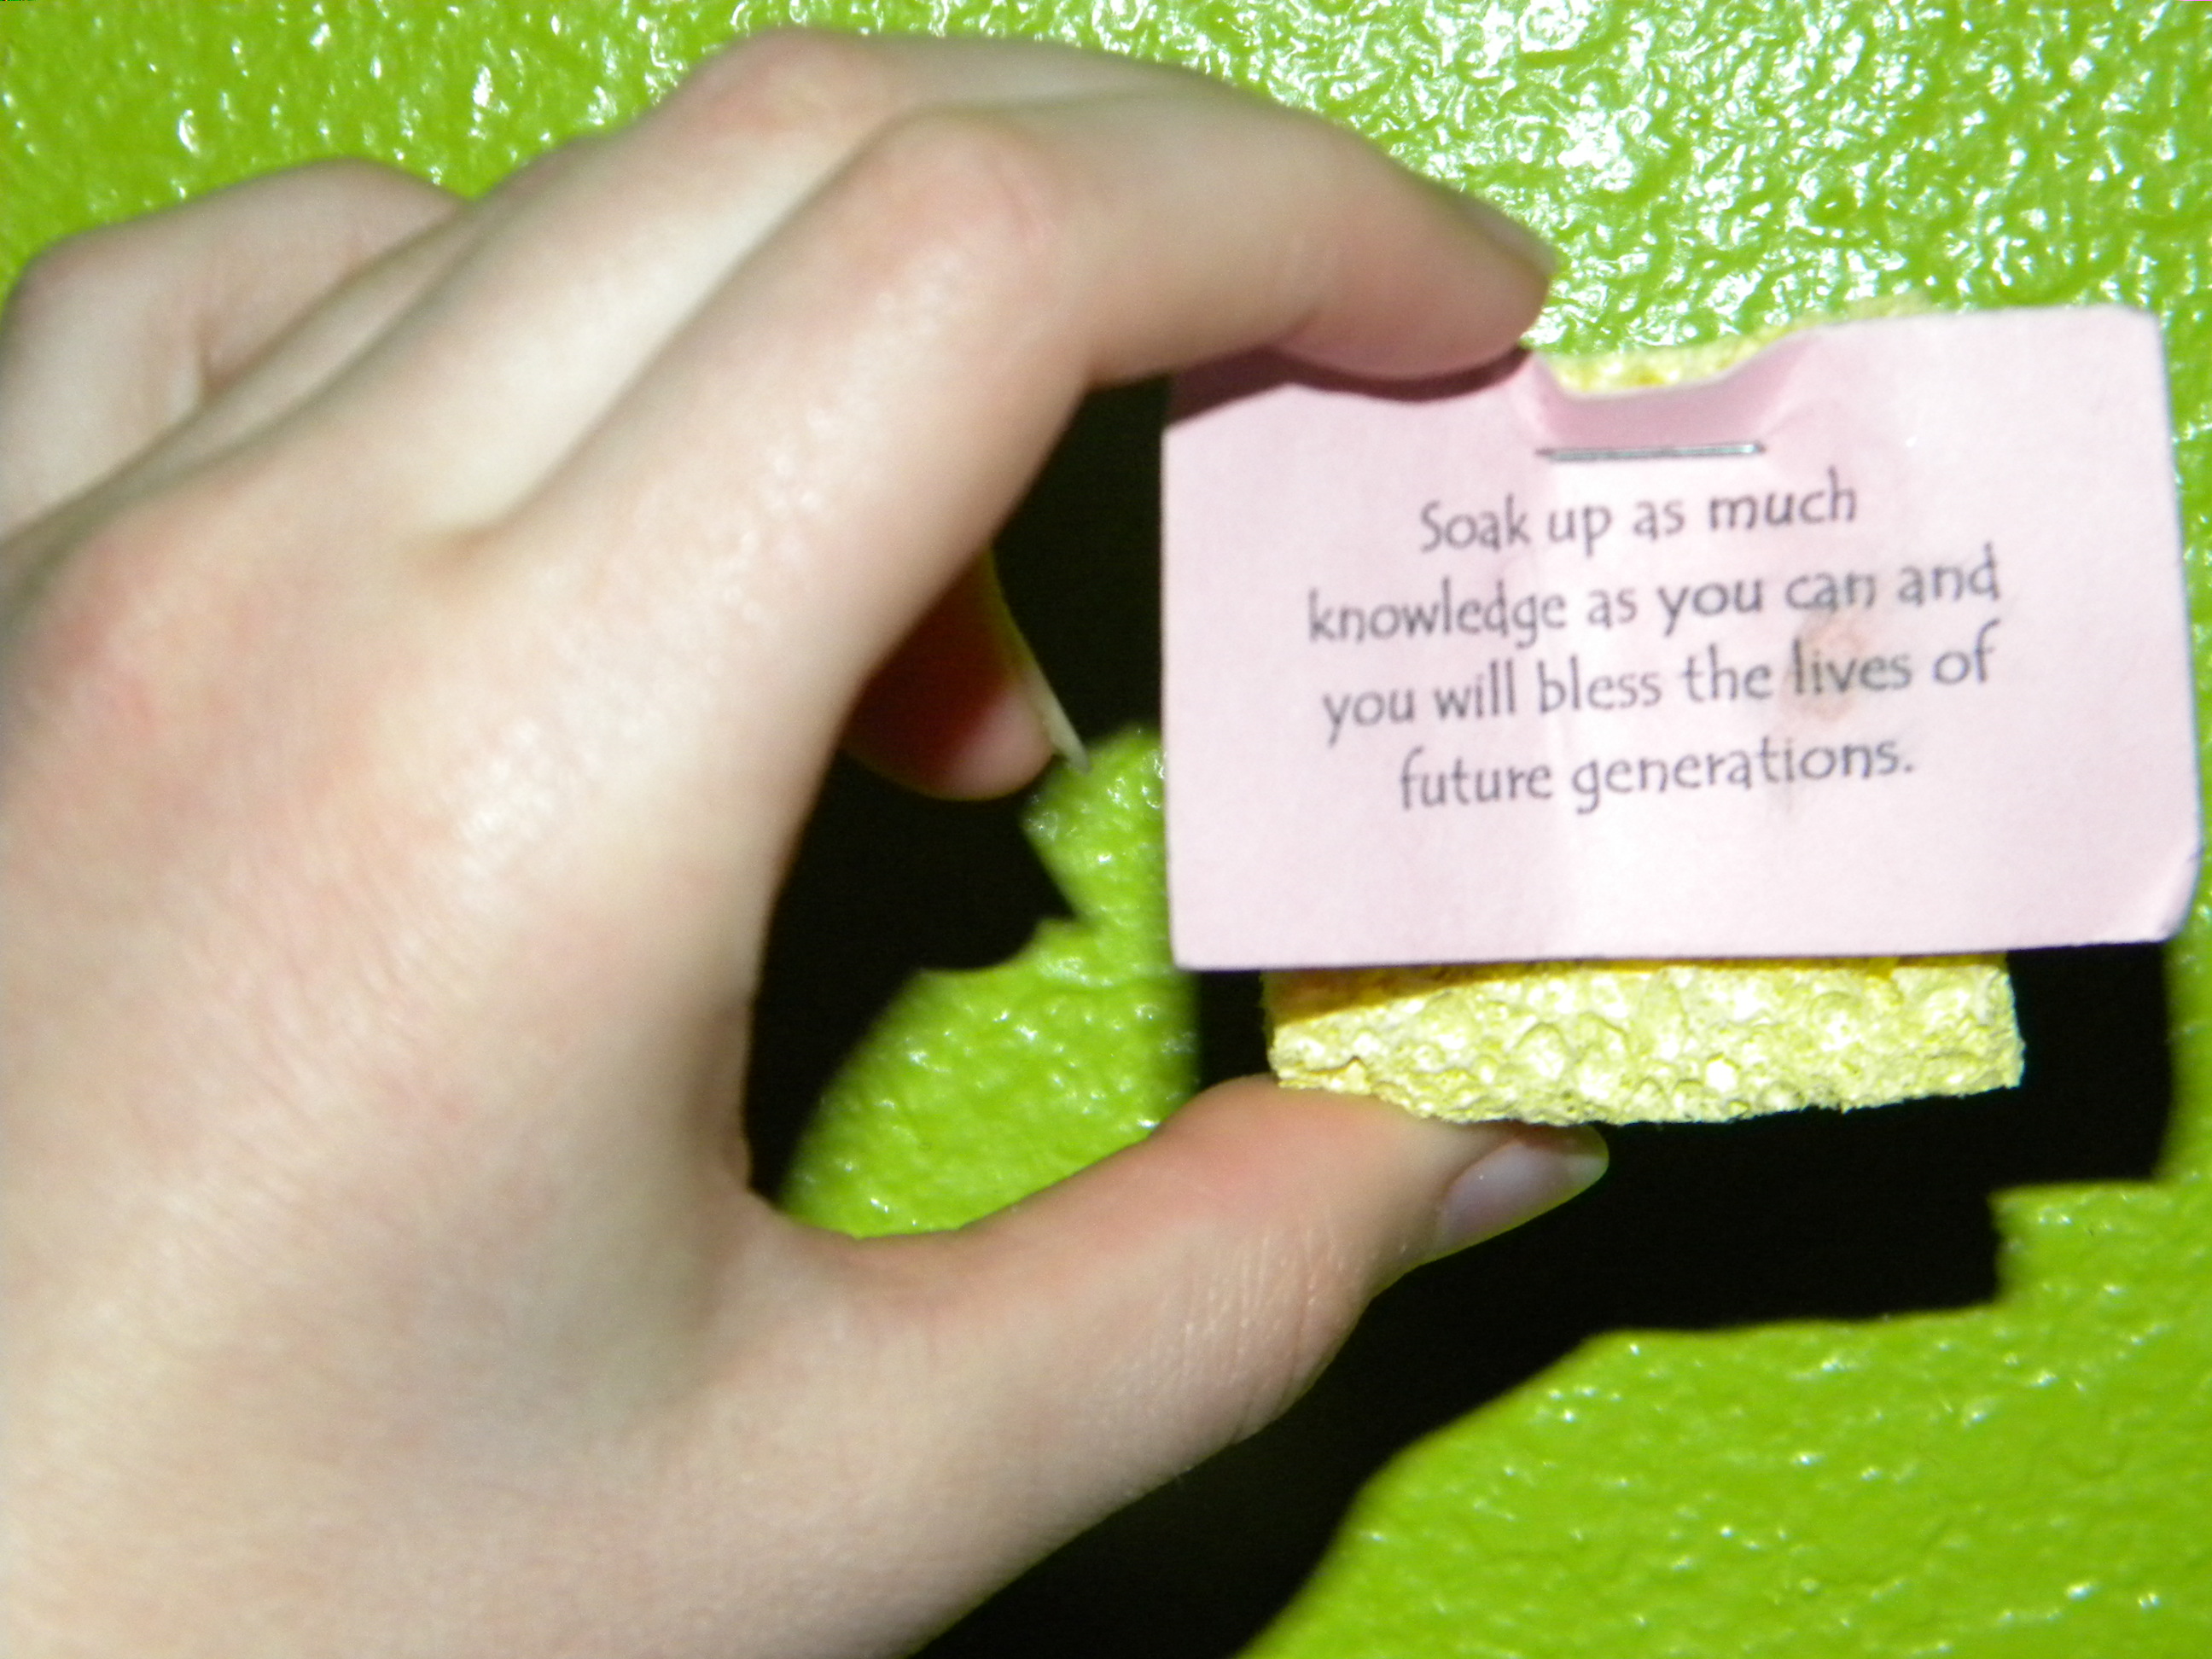 Soak up as much
knowledge as you can and
you will bless the lives of
future generations.